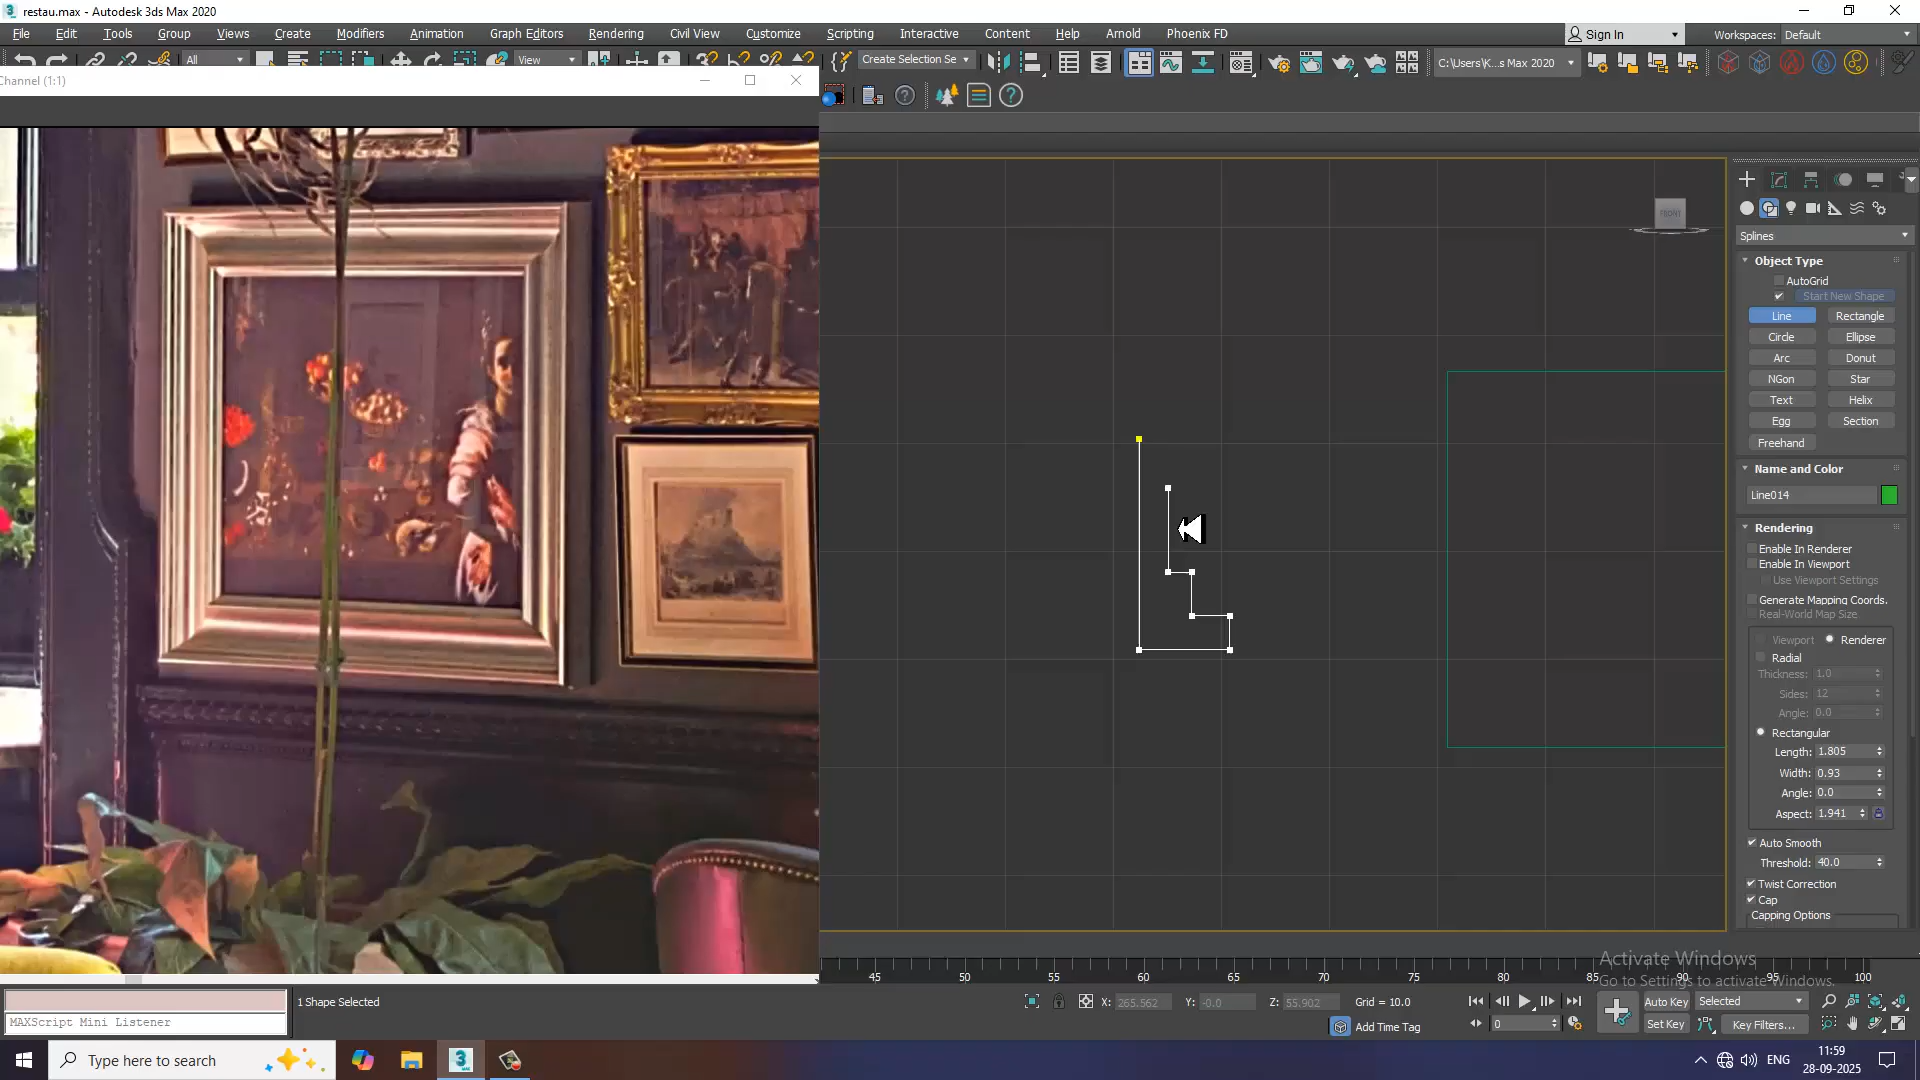 restau.max - Autodesk 3ds Max 2020
File Edit Tools Group Views Create Modifiers Animation Graph Editors Rendering Civil View Customize Scripting Interactive Content Help Arnold Phoenix FD
Sign In
Workspaces: Default
All
View
Create Selection Se
C:\Users\K...s Max 2020
Channel (1:1)
FRONT
Splines
Object Type
AutoGrid
Start New Shape
Line Rectangle
Circle Ellipse
Arc Donut
NGon Star
Text Helix
Egg Section
Freehand
Name and Color
Line014
Rendering
Enable In Renderer
Enable In Viewport
Use Viewport Settings
Generate Mapping Coords.
Real-World Map Size
Viewport Renderer
Radial
Thickness: 1.0
Sides: 12
Angle: 0.0
Rectangular
Length: 1.805
Width: 0.93
Angle: 0.0
Aspect: 1.941
Auto Smooth
Threshold: 40.0
Twist Correction
Cap
Capping Options
Activate Windows
Go to Settings to activate Windows.
45 50 55 60 65 70 75 80 85 90 95 100
1 Shape Selected
X: 265.562 Y: -0.0 Z: 55.902 Grid = 10.0
Auto Key Selected
MAXScript Mini Listener
Add Time Tag
0
Set Key Key Filters...
Type here to search
3
MAX
ENG
11:59
28-09-2025